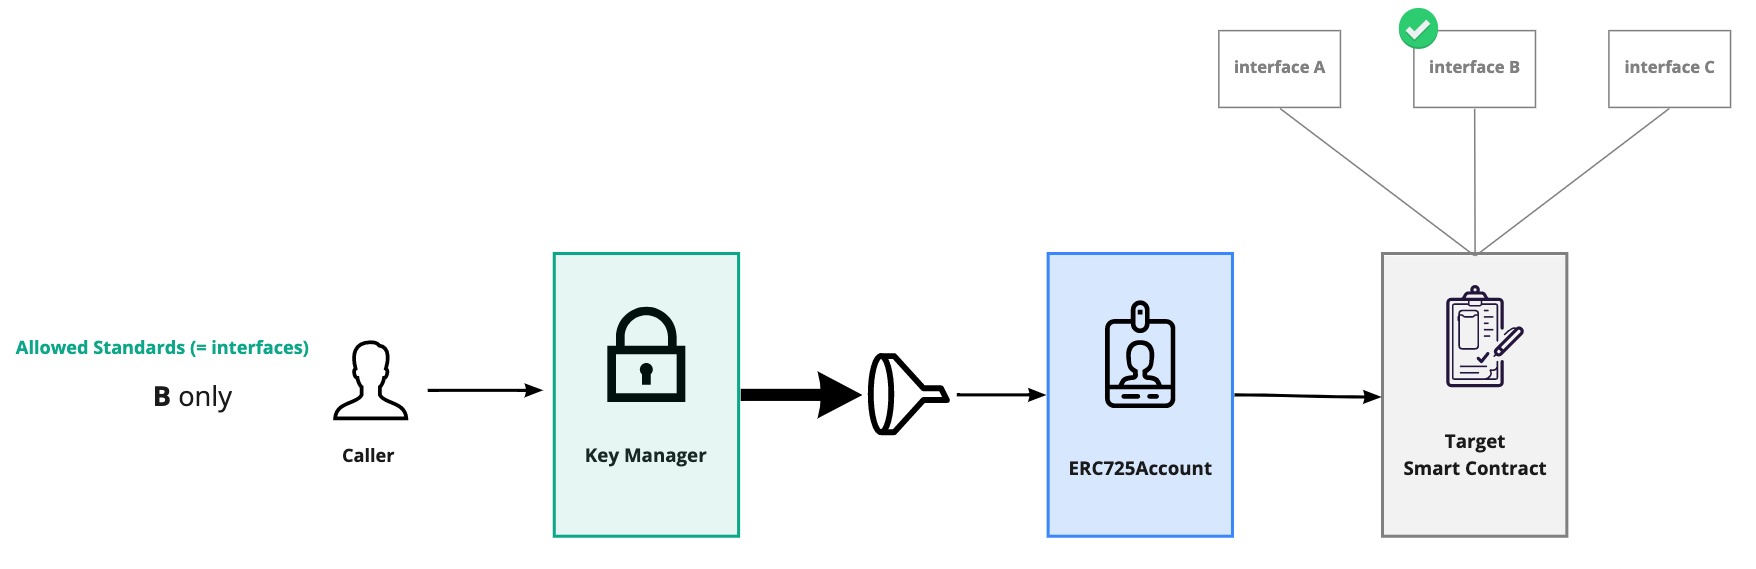 interface A
interface B
interface C
Allowed Standards (= interfaces)
B only
Caller
Key Manager
ERC725Account
Target
Smart Contract